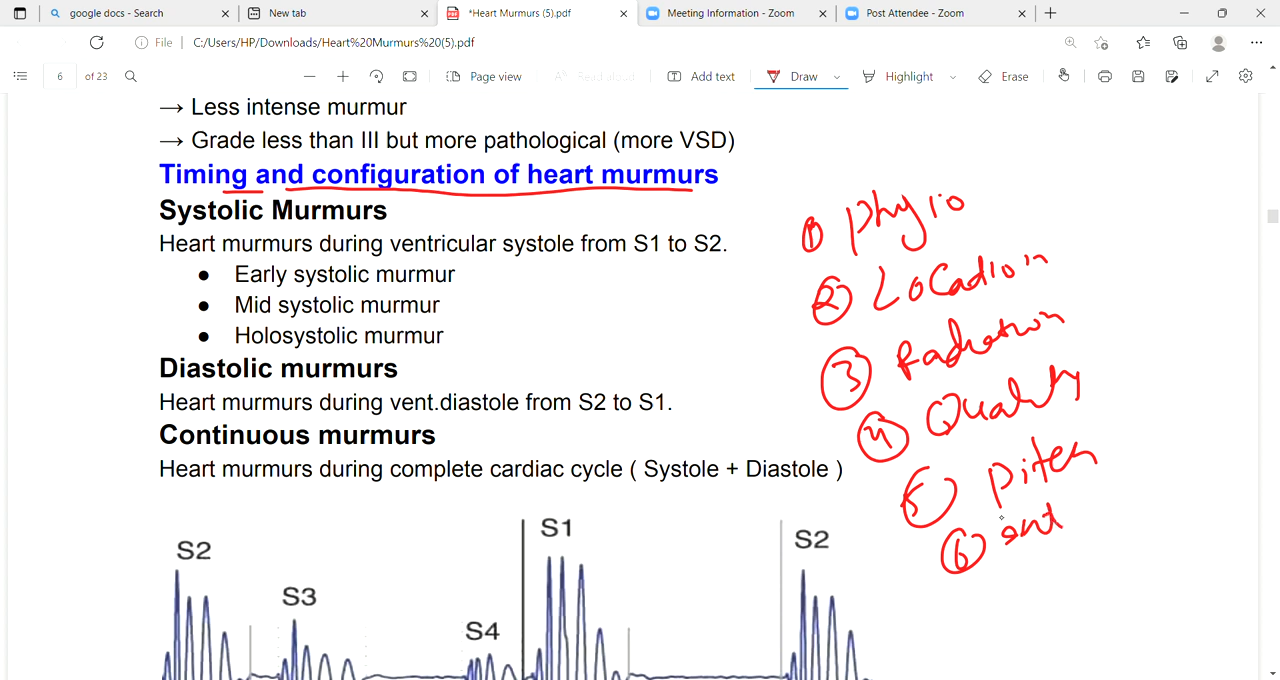 google docs - Search
New tab
*Heart Murmurs (5).pdf
Meeting Information - Zoom
Post Attendee - Zoom
File
C:/Users/HP/Downloads/Heart%20Murmurs%20(5).pdf
6 of 23
Page view
Read aloud
Add text
Draw
Highlight
Erase
→ Less intense murmur
→ Grade less than III but more pathological (more VSD)
Timing and configuration of heart murmurs
Systolic Murmurs
Heart murmurs during ventricular systole from S1 to S2.
● Early systolic murmur
● Mid systolic murmur
● Holosystolic murmur
Diastolic murmurs
Heart murmurs during vent.diastole from S2 to S1.
Continuous murmurs
Heart murmurs during complete cardiac cycle ( Systole + Diastole )
① Phyio
② Location
③ Radiation
④ Quality
⑤ Pitch
⑥
S2
S3
S4
S1
S2